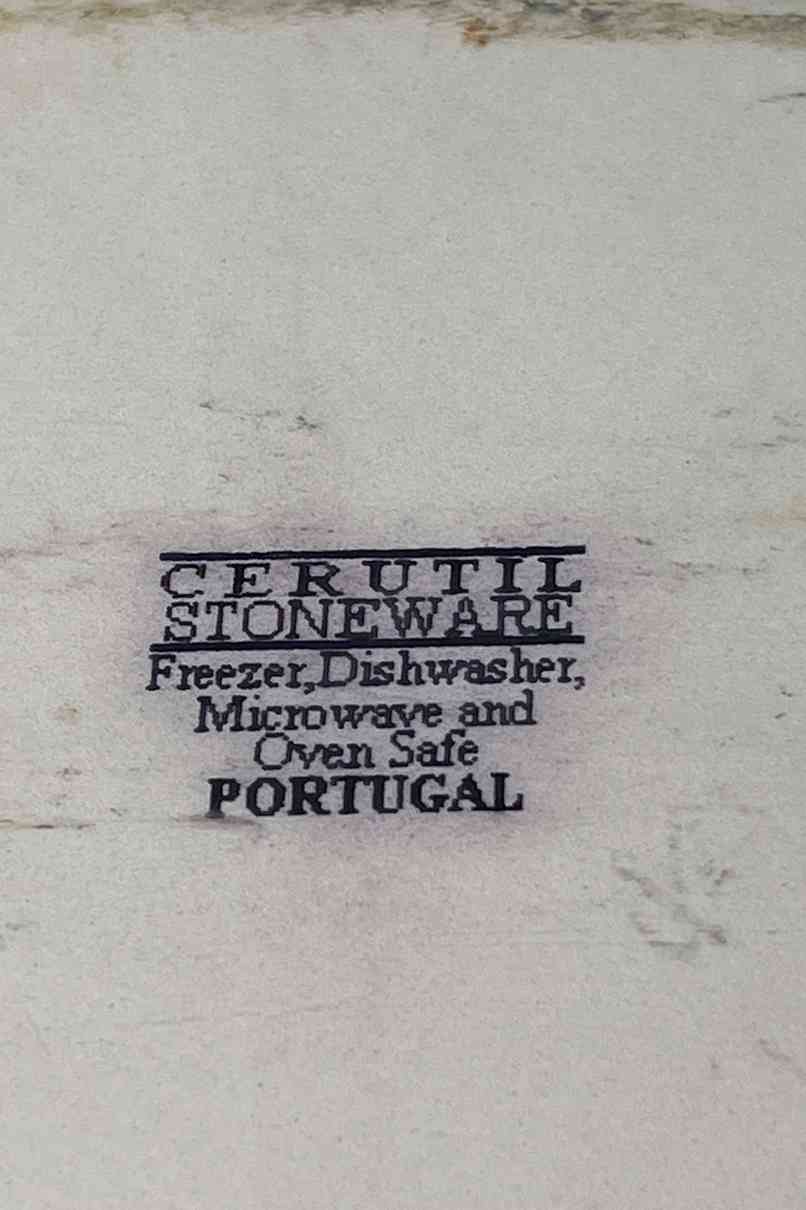 CERUTIL
STONEWARE
Freezer,Dishwasher,
Microwave and
Oven Safe
PORTUGAL